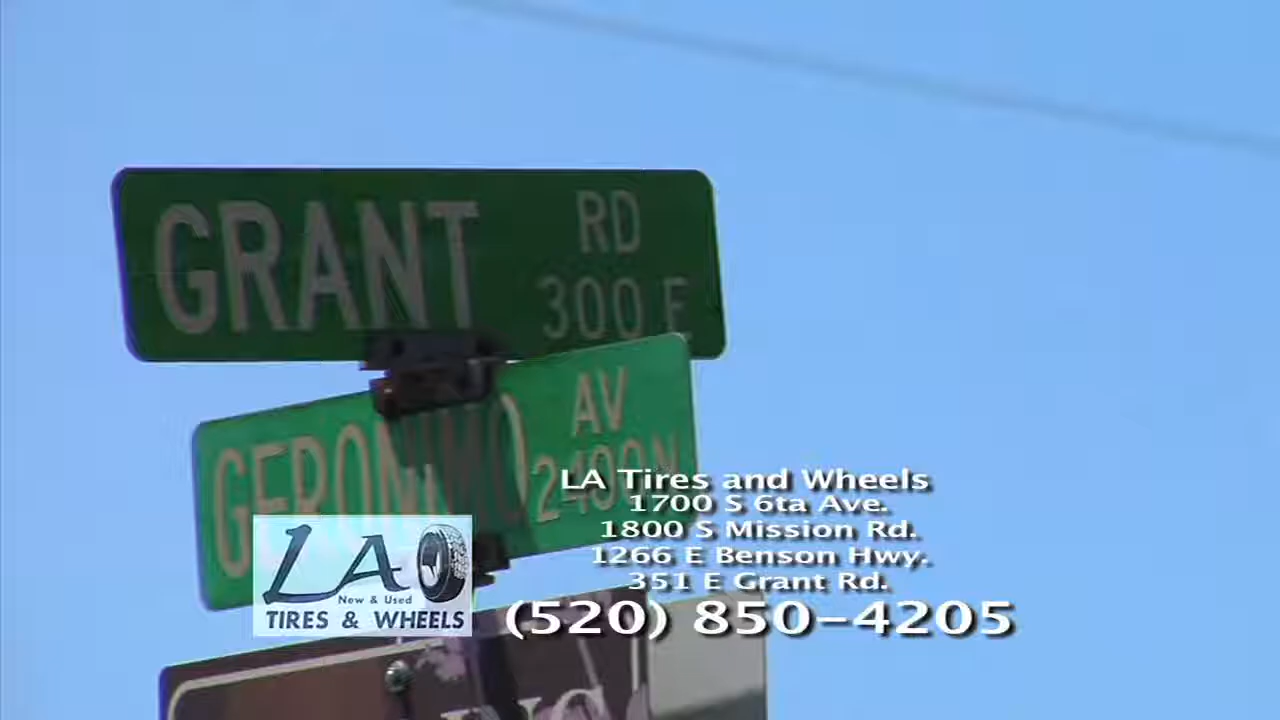 GRANT RD
300 E
GERONIMO AV
2400 N
LA Tires and Wheels
1700 S 6ta Ave.
1800 S Mission Rd.
1266 E Benson Hwy.
351 E Grant Rd.
(520) 850-4205
LA
New & Used
TIRES & WHEELS